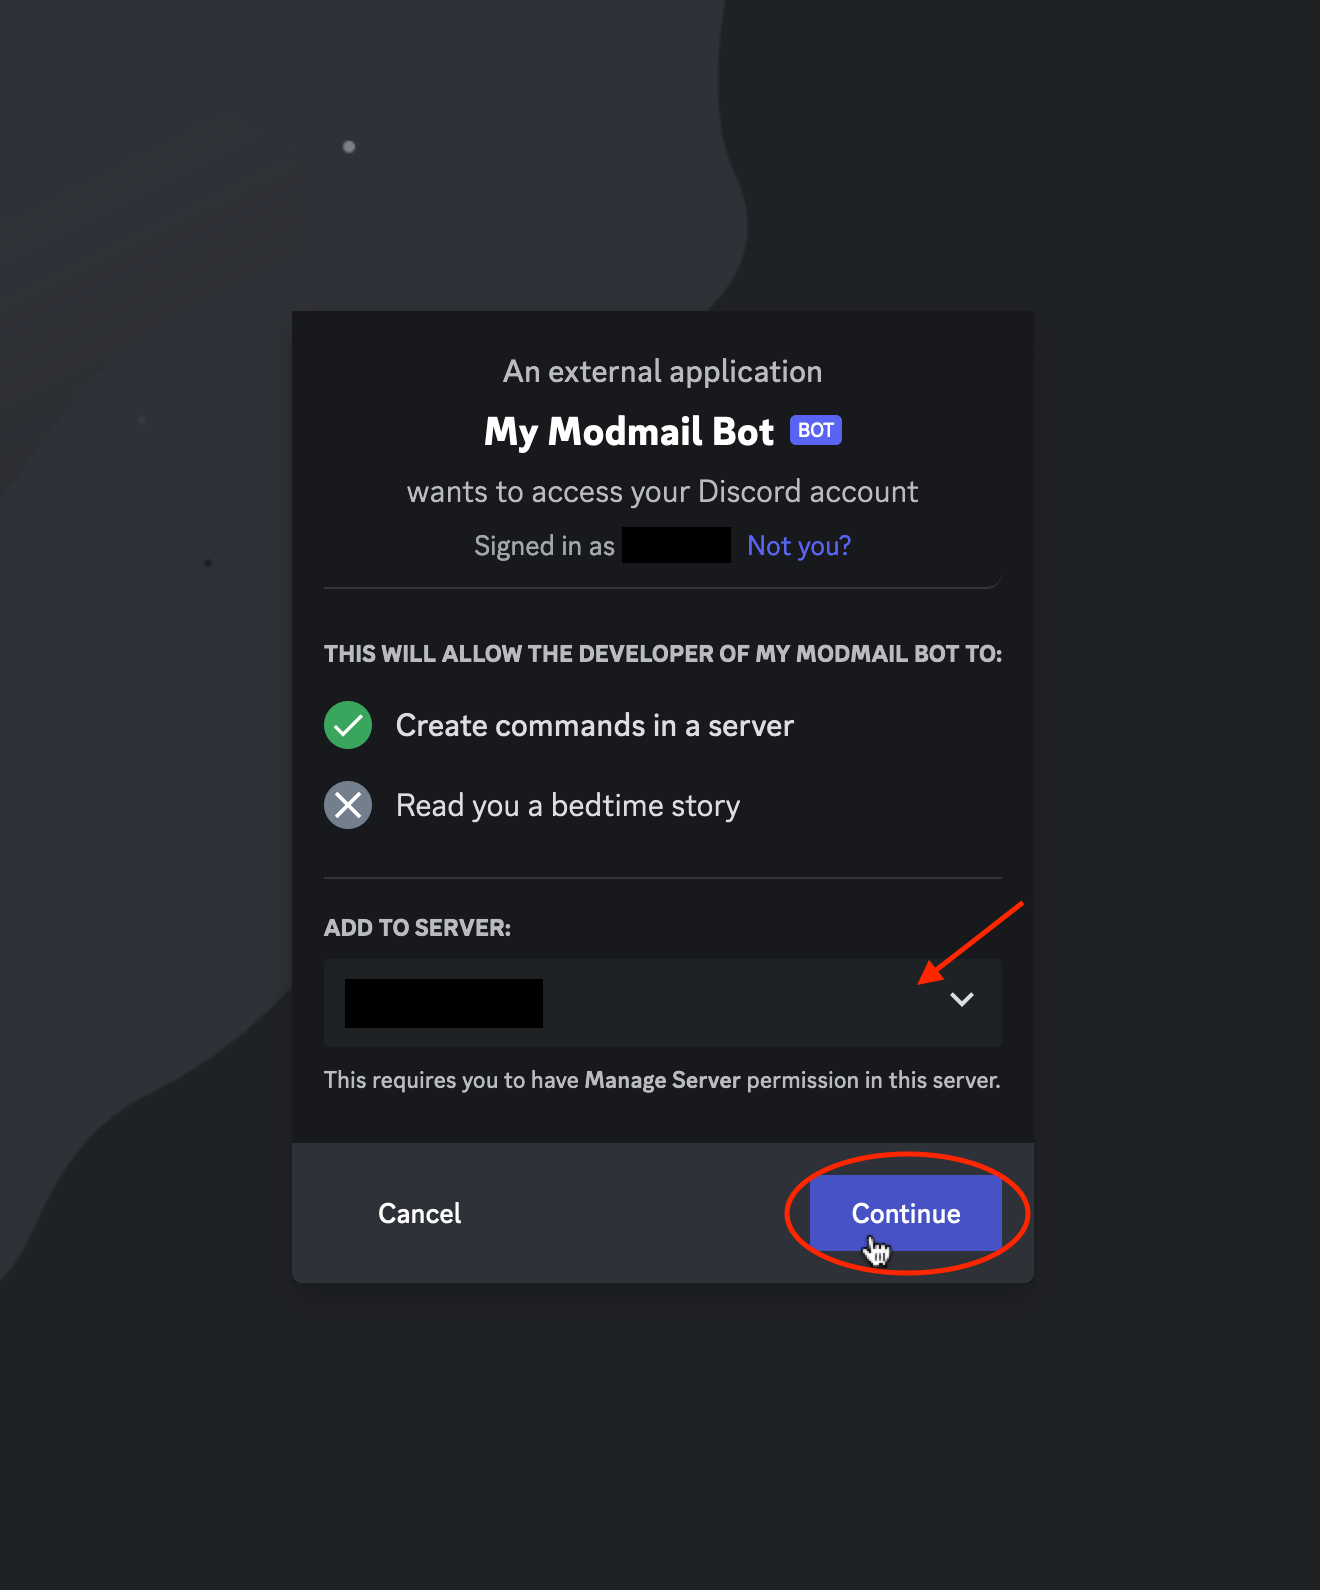 An external application
My Modmail Bot BOT
wants to access your Discord account
Signed in as Not you?
THIS WILL ALLOW THE DEVELOPER OF MY MODMAIL BOT TO:
Create commands in a server
Read you a bedtime story
ADD TO SERVER:
This requires you to have Manage Server permission in this server.
Cancel Continue